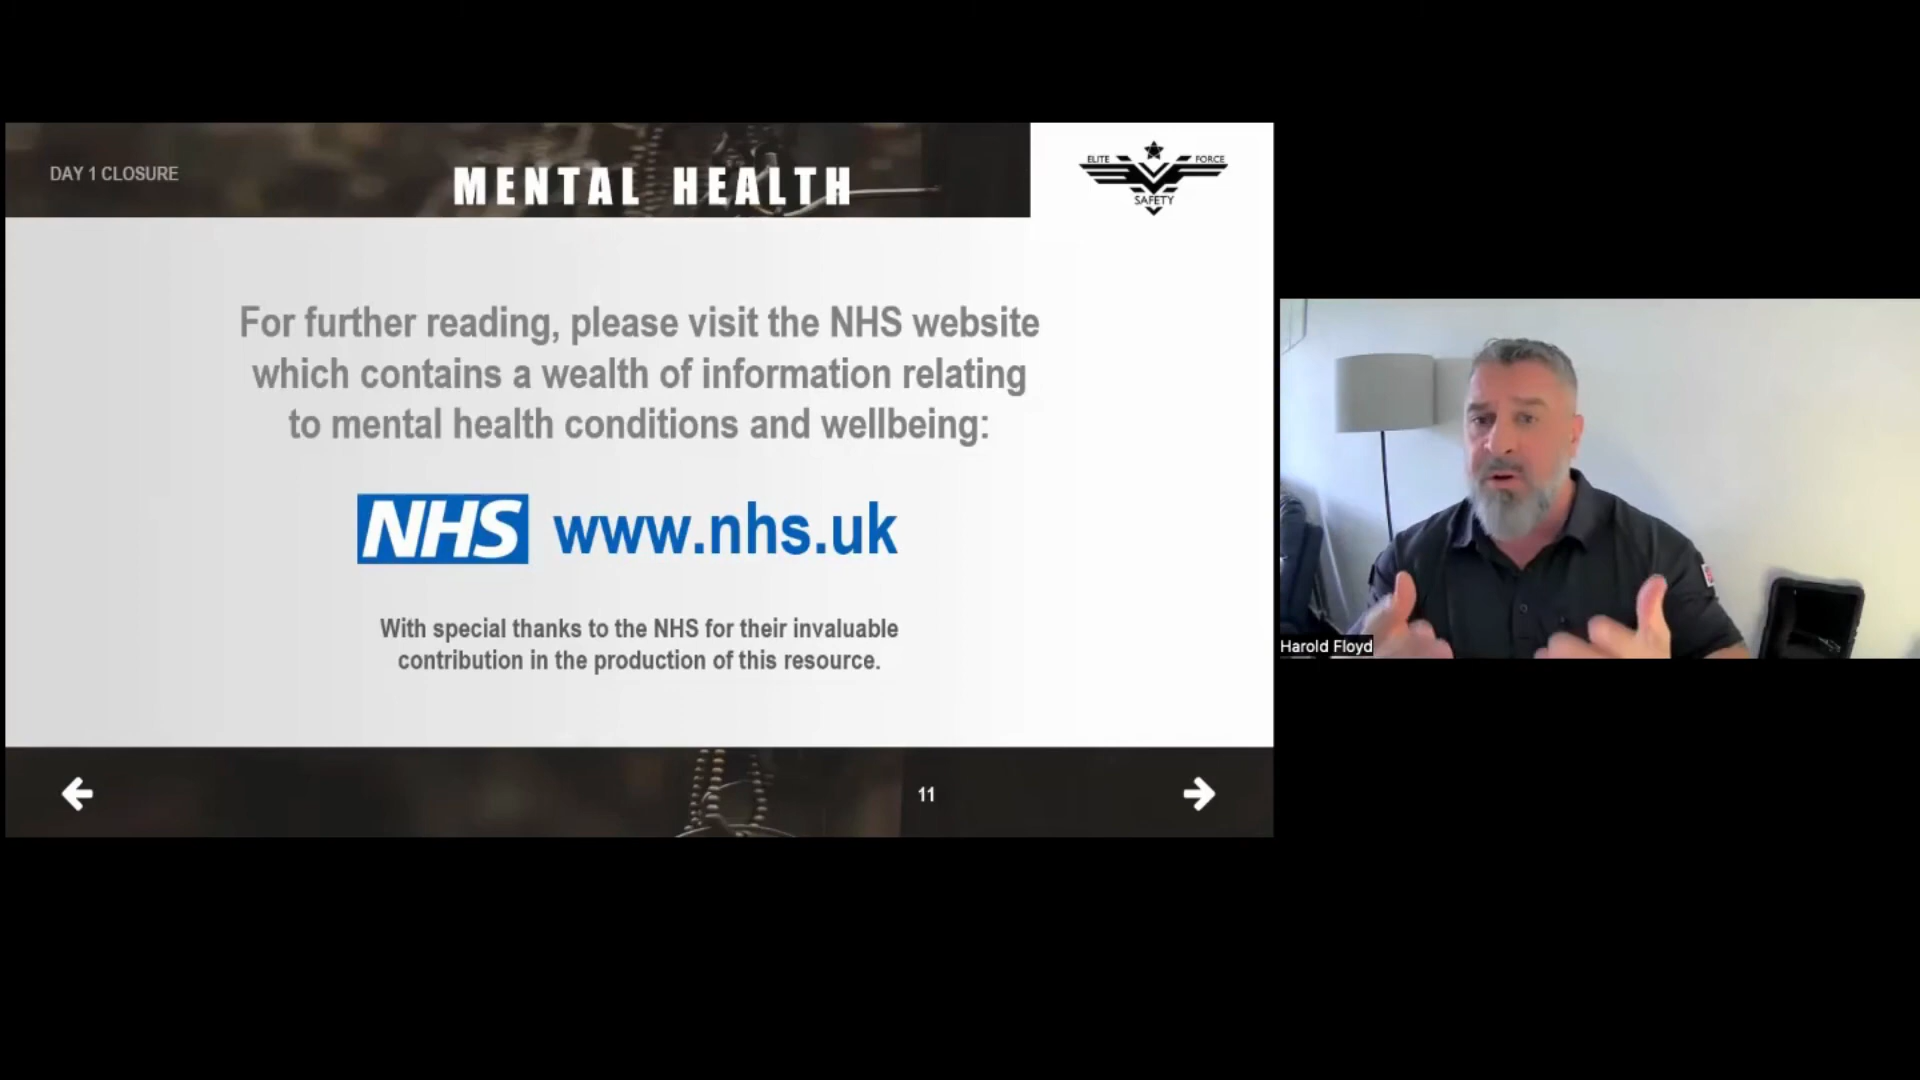 DAY 1 CLOSURE
MENTAL HEALTH
ELITE FORCE
SAFETY
For further reading, please visit the NHS website
which contains a wealth of information relating
to mental health conditions and wellbeing:
NHS www.nhs.uk
With special thanks to the NHS for their invaluable
contribution in the production of this resource.
11
Harold Floyd